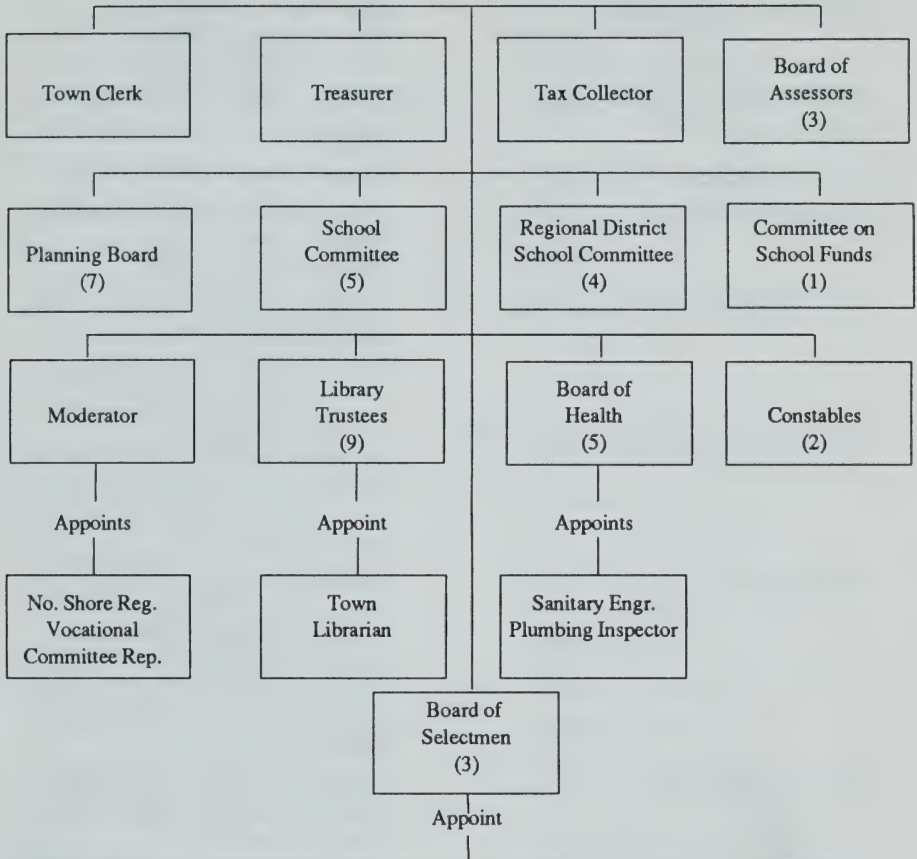 Town Clerk
Treasurer
Tax Collector
Board of
Assessors
(3)
Planning Board
(7)
School
Committee
(5)
Regional District
School Committee
(4)
Committee on
School Funds
(1)
Moderator
Library
Trustees
(9)
Board of
Health
(5)
Constables
(2)
Appoints
Appoint
Appoints
No. Shore Reg.
Vocational
Committee Rep.
Town
Librarian
Sanitary Engr.
Plumbing Inspector
Board of
Selectmen
(3)
Appoint